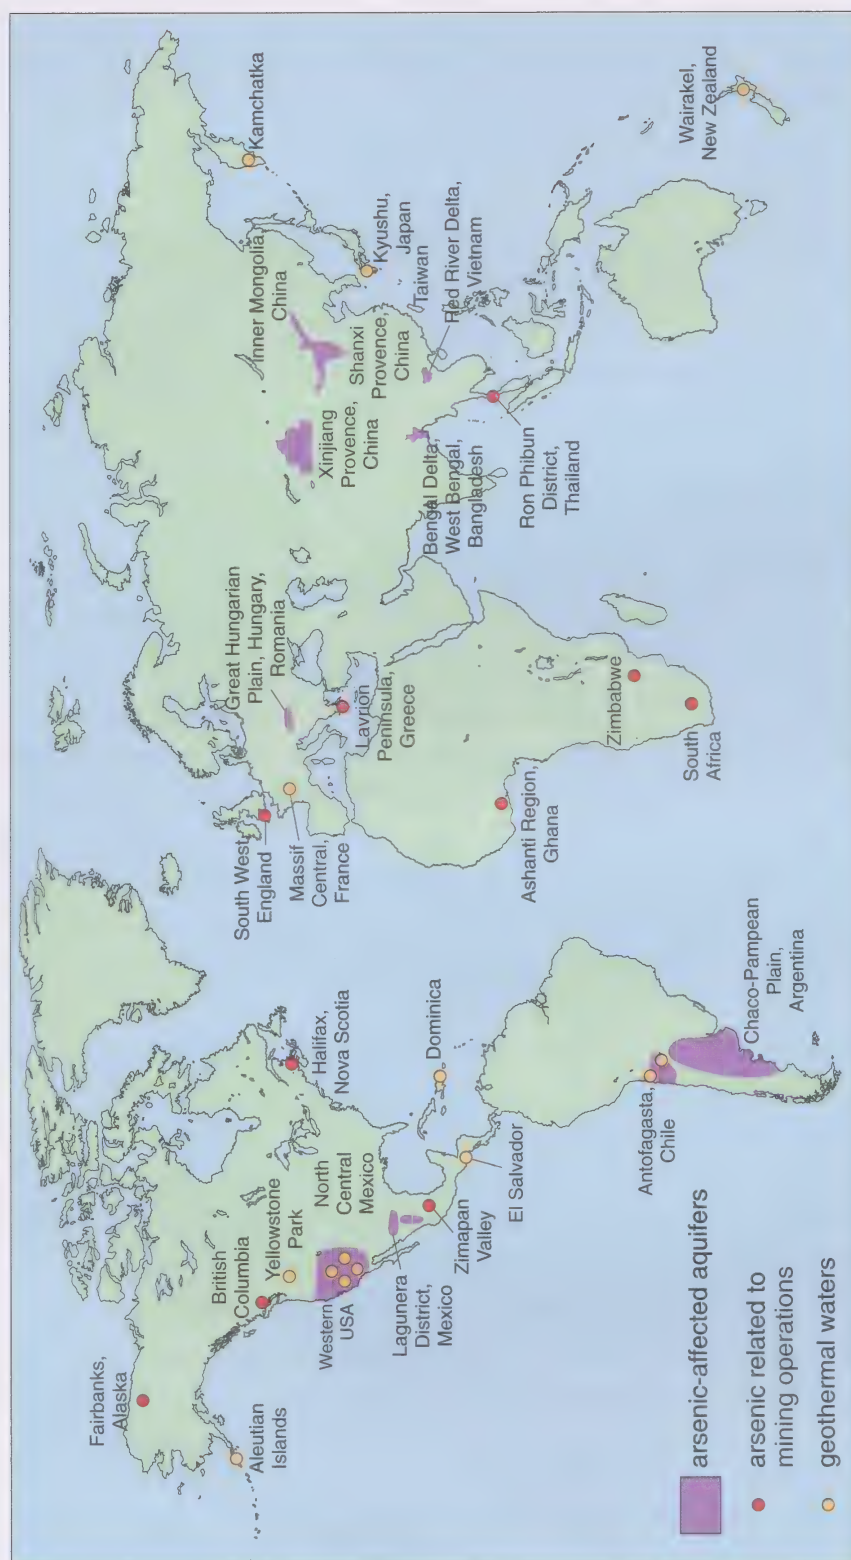 Fairbanks,
Alaska
Aleutian
Islands
British
Columbia
Yellowstone
Park
Western
USA
North
Central
Mexico
Lagunera
District,
Mexico
Zimapan
Valley
El Salvador
Dominica
Halifax,
Nova Scotia
Antofagasta,
Chile
Chaco-Pampean
Plain,
Argentina
South West
England
Massif
Central,
France
Great Hungarian
Plain, Hungary,
Romania
Lavrion
Peninsula,
Greece
Ashanti Region,
Ghana
Zimbabwe
South
Africa
Xinjiang
Provence,
China
Inner Mongolia,
China
Shanxi
Provence,
China
Bengal Delta,
West Bengal,
Bangladesh
Ron Phibun
District,
Thailand
Red River Delta,
Vietnam
Taiwan
Kyushu,
Japan
Kamchatka
Wairakel,
New Zealand
arsenic-affected aquifers
arsenic related to
mining operations
geothermal waters